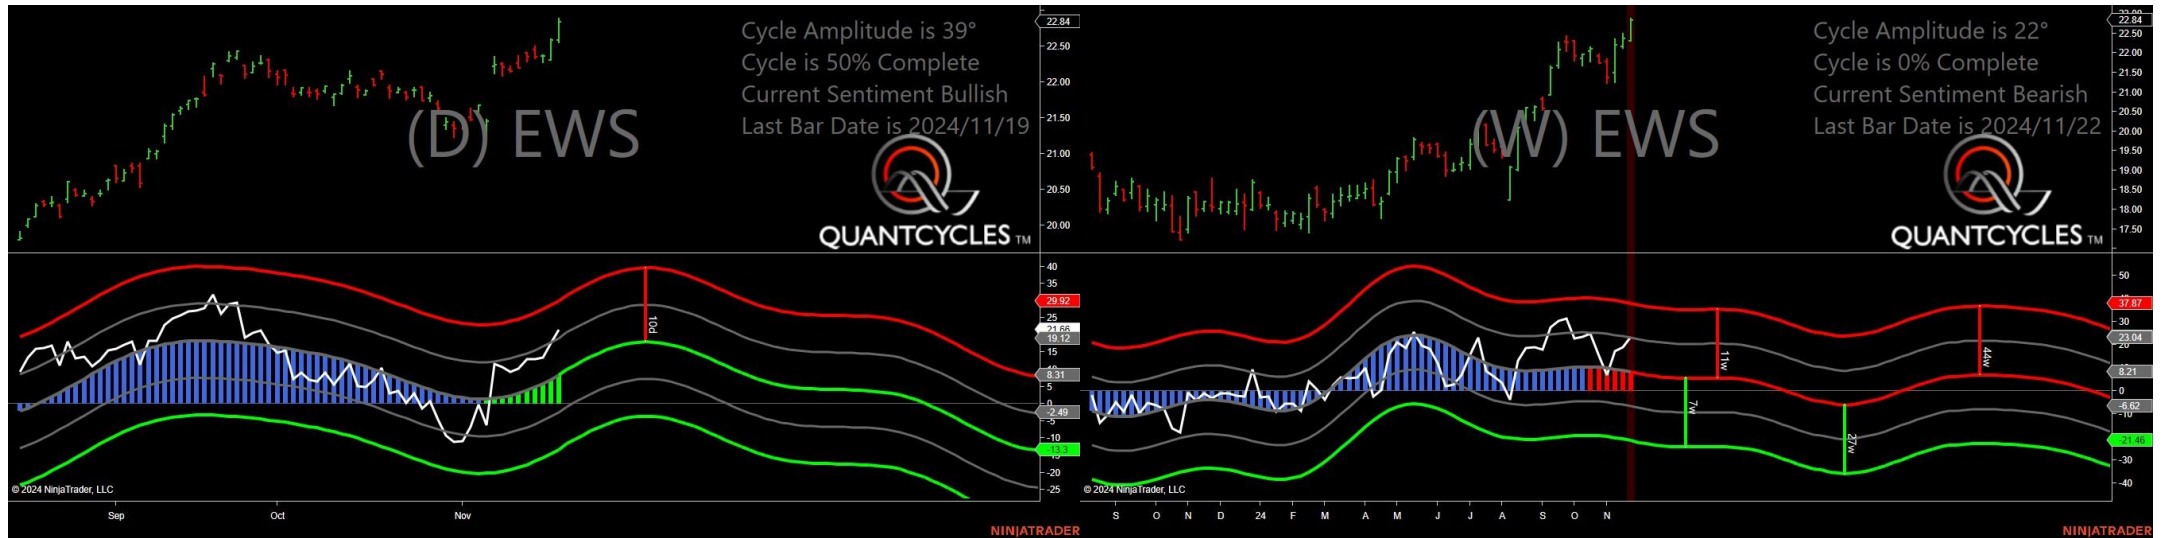 Cycle Amplitude is 39°
Cycle is 50% Complete
Current Sentiment Bullish
Last Bar Date is 2024/11/19
(D) EWS
QUANTCYCLES TM
22.84
22.50
22.00
21.50
21.00
20.50
20.00
40
35
29.92
25
21.66
19.12
15
8.31
5
0
-2.49
-5
-10
-13.3
-20
-25
10d
© 2024 NinjaTrader, LLC
Sep Oct Nov
NINJATRADER
Cycle Amplitude is 22°
Cycle is 0% Complete
Current Sentiment Bearish
Last Bar Date is 2024/11/22
(W) EWS
QUANTCYCLES TM
22.84
22.50
22.00
21.50
21.00
20.50
20.00
19.50
19.00
18.50
18.00
17.50
50
37.87
30
23.04
8.21
0
-6.62
-21.46
-30
-40
11w
7w
27w
44w
© 2024 NinjaTrader, LLC
S O N D 24 F M A M J J A S O N
NINJATRADER